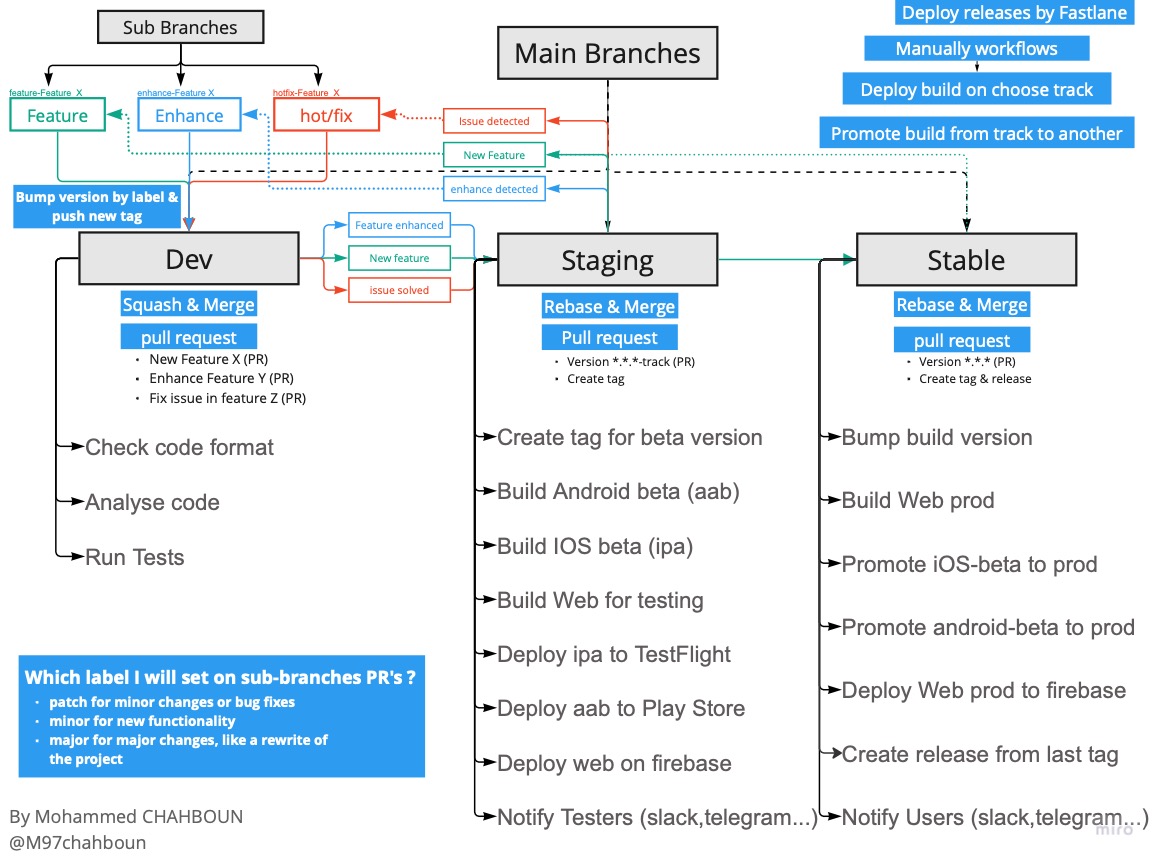 Sub Branches
Main Branches
Deploy releases by Fastlane
Manually workflows
Deploy build on choose track
Promote build from track to another
feature-Feature X
enhance-Feature X
hotfix-Feature X
Feature
Enhance
hot/fix
Issue detected
New Feature
enhance detected
Bump version by label &
push new tag
Feature enhanced
New feature
issue solved
Dev
Squash & Merge
pull request
· New Feature X (PR)
· Enhance Feature Y (PR)
· Fix issue in feature Z (PR)
Check code format
Analyse code
Run Tests
Staging
Rebase & Merge
Pull request
· Version *.*.*-track (PR)
· Create tag
Create tag for beta version
Build Android beta (aab)
Build IOS beta (ipa)
Build Web for testing
Deploy ipa to TestFlight
Deploy aab to Play Store
Deploy web on firebase
Notify Testers (slack,telegram...)
Stable
Rebase & Merge
pull request
· Version *.*.* (PR)
· Create tag & release
Bump build version
Build Web prod
Promote iOS-beta to prod
Promote android-beta to prod
Deploy Web prod to firebase
Create release from last tag
Notify Users (slack,telegram...)
Which label I will set on sub-branches PR's ?
· patch for minor changes or bug fixes
· minor for new functionality
· major for major changes, like a rewrite of
the project
By Mohammed CHAHBOUN
@M97chahboun
miro